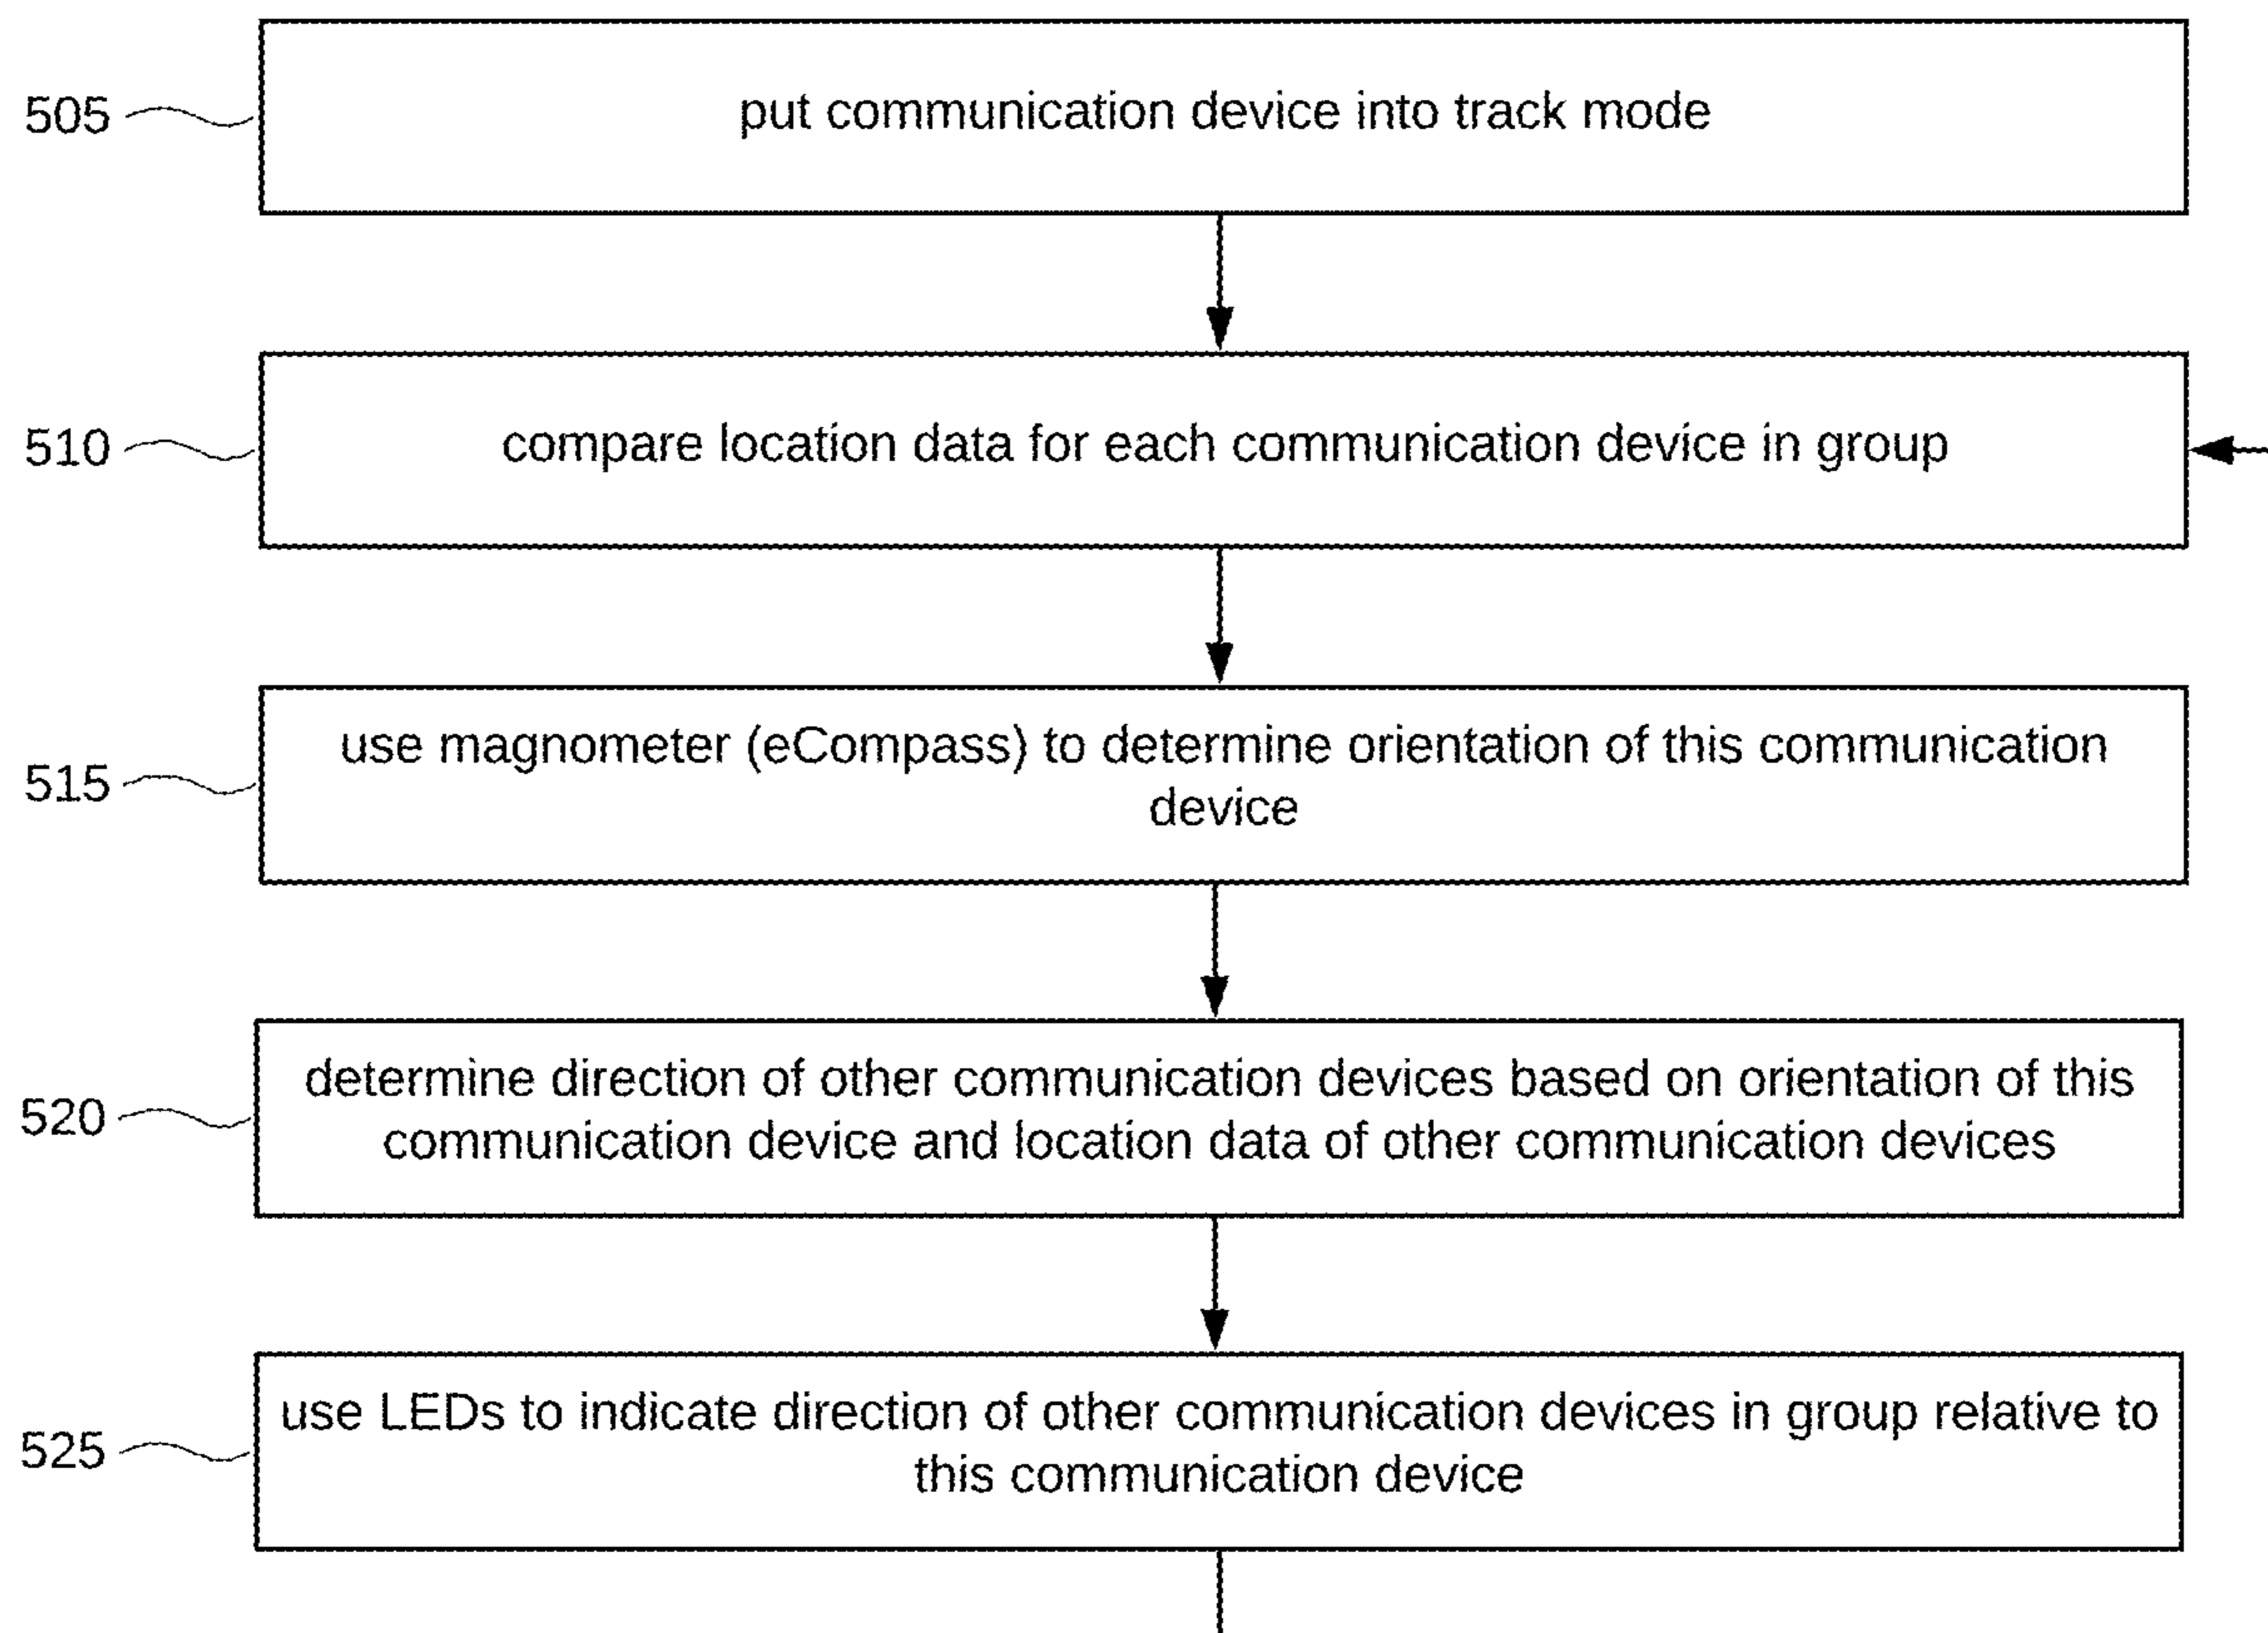 505
put communication device into track mode
510
compare location data for each communication device in group
515
use magnometer (eCompass) to determine orientation of this communication
device
520
determine direction of other communication devices based on orientation of this
communication device and location data of other communication devices
525
use LEDs to indicate direction of other communication devices in group relative to
this communication device